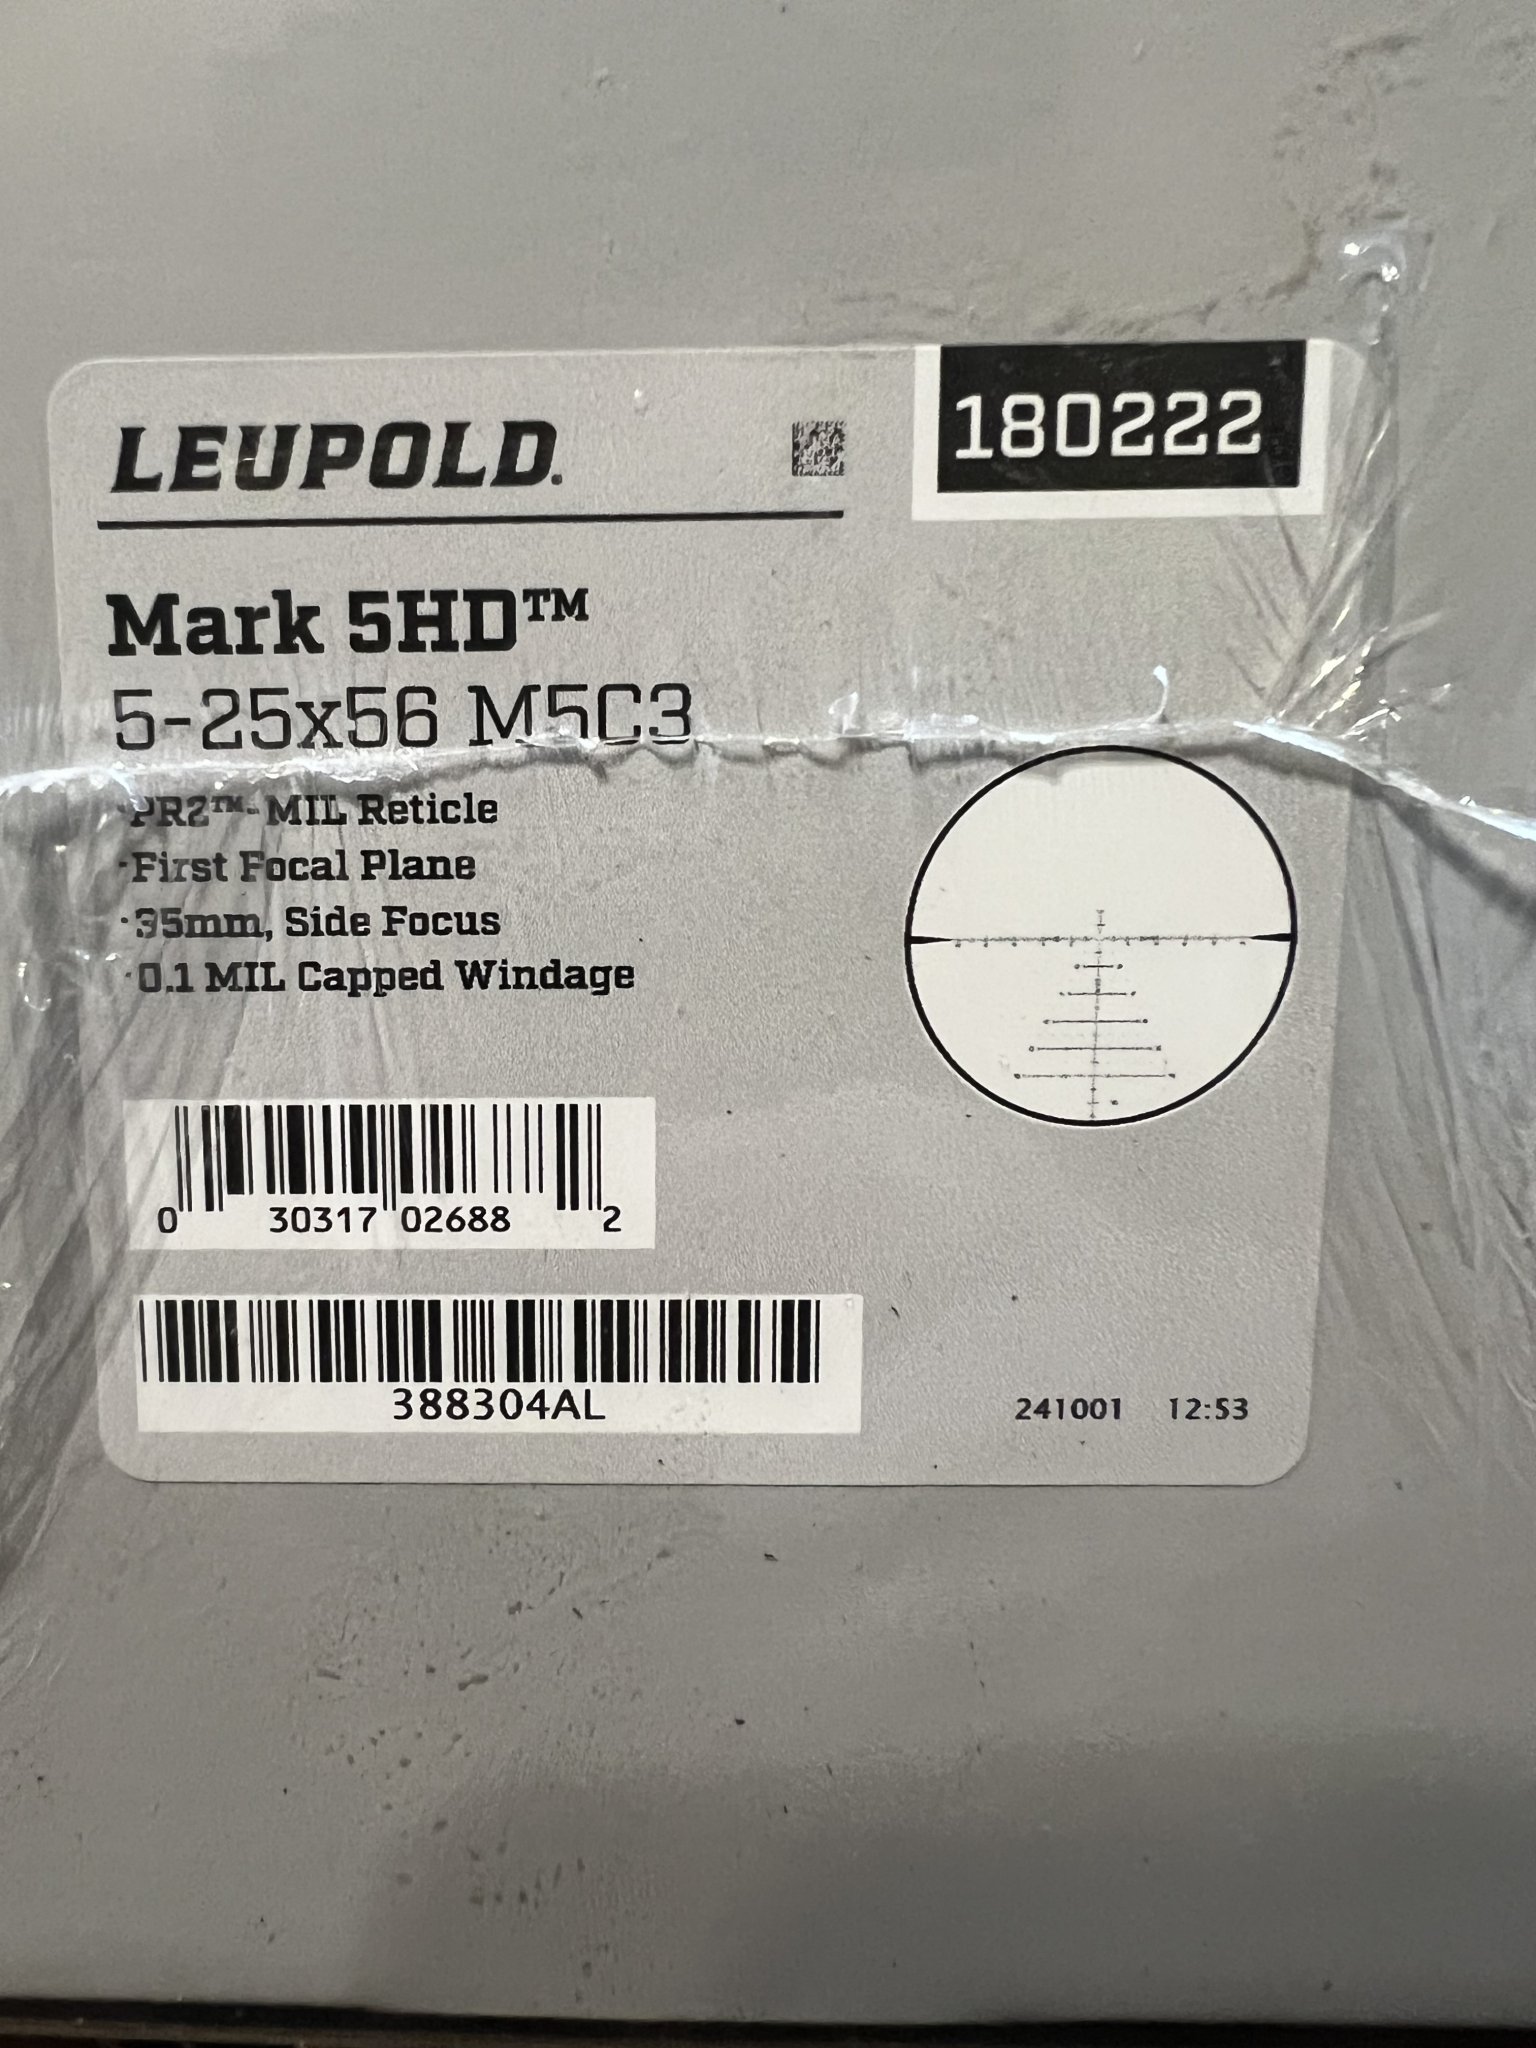 LEUPOLD.
180222
Mark 5HD™
5-25x56 M5C3
·PR2™-MIL Reticle
·First Focal Plane
·35mm, Side Focus
·0.1 MIL Capped Windage
0 30317 02688 2
388304AL
241001 12:53